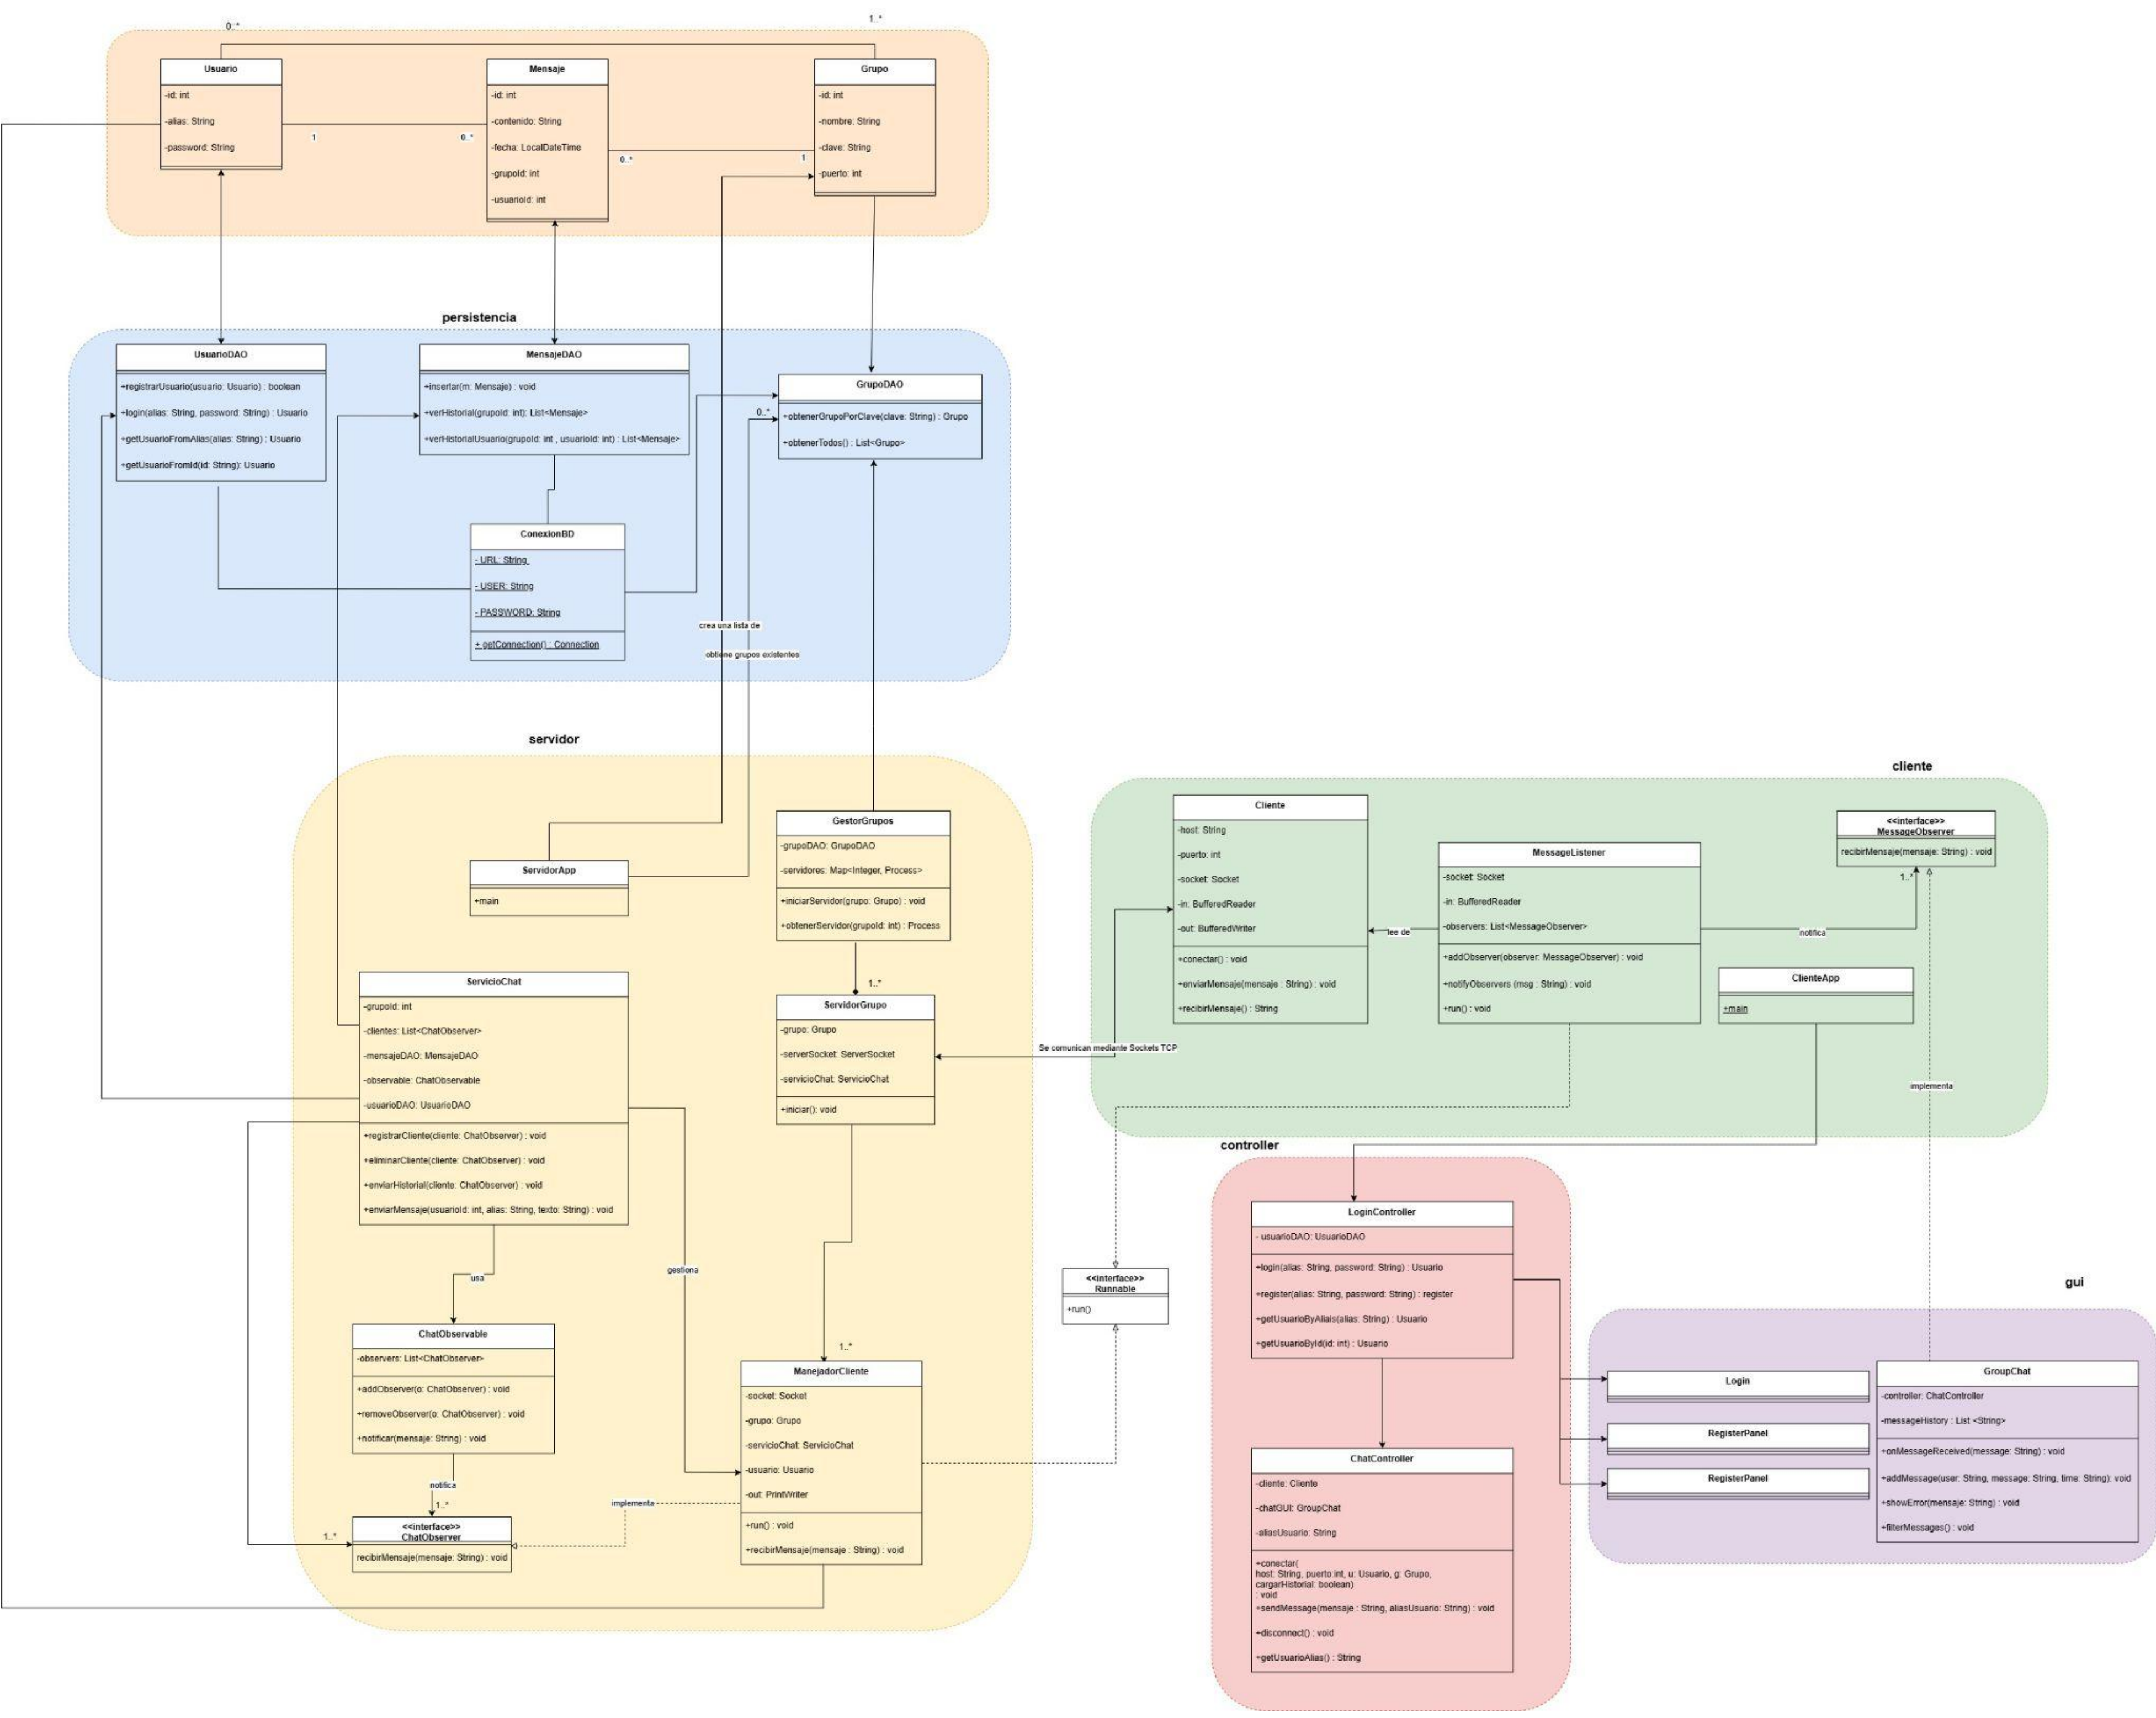 0..*
1..*
Usuario
-id: int
-alias: String
-password: String
1
0..*
Mensaje
-id: int
-contenido: String
-fecha: LocalDateTime
-grupoId: int
-usuarioId: int
0..*
1
Grupo
-id: int
-nombre: String
-clave: String
-puerto: int
persistencia
UsuarioDAO
+registrarUsuario(usuario: Usuario) : boolean
+login(alias: String, password: String) : Usuario
+getUsuarioFromAlias(alias: String) : Usuario
+getUsuarioFromId(id: String): Usuario
MensajeDAO
+insertar(m: Mensaje) : void
+verHistorial(grupoId: int): List<Mensaje>
+verHistorialUsuario(grupoId: int , usuarioId: int) : List<Mensaje>
GrupoDAO
0..*
+obtenerGrupoPorClave(clave: String) : Grupo
+obtenerTodos() : List<Grupo>
ConexionBD
- URL: String
- USER: String
- PASSWORD: String
+ getConnection() : Connection
crea una lista de
obtiene grupos existentes
servidor
ServidorApp
+main
GestorGrupos
-grupoDAO: GrupoDAO
-servidores: Map<Integer, Process>
+iniciarServidor(grupo: Grupo) : void
+obtenerServidor(grupoId: int) : Process
1..*
ServidorGrupo
-grupo: Grupo
-serverSocket: ServerSocket
-servicioChat: ServicioChat
+iniciar(): void
ServicioChat
-grupoId: int
-clientes: List<ChatObserver>
-mensajeDAO: MensajeDAO
-observable: ChatObservable
-usuarioDAO: UsuarioDAO
+registrarCliente(cliente: ChatObserver) : void
+eliminarCliente(cliente: ChatObserver) : void
+enviarHistorial(cliente: ChatObserver) : void
+enviarMensaje(usuarioId: int, alias: String, texto: String) : void
usa
gestiona
ChatObservable
-observers: List<ChatObserver>
+addObserver(o: ChatObserver) : void
+removeObserver(o: ChatObserver) : void
+notificar(mensaje: String) : void
notifica
1..*
1..*
<<interface>>
ChatObserver
recibirMensaje(mensaje: String) : void
implementa
1..*
ManejadorCliente
-socket: Socket
-grupo: Grupo
-servicioChat: ServicioChat
-usuario: Usuario
-out: PrintWriter
+run() : void
+recibirMensaje(mensaje : String) : void
cliente
Cliente
-host: String
-puerto: int
-socket: Socket
-in: BufferedReader
-out: BufferedWriter
+conectar() : void
+enviarMensaje(mensaje : String) : void
+recibirMensaje() : String
lee de
MessageListener
-socket: Socket
-in: BufferedReader
-observers: List<MessageObserver>
+addObserver(observer: MessageObserver) : void
+notifyObservers (msg : String) : void
+run() : void
<<interface>>
MessageObserver
recibirMensaje(mensaje: String) : void
1..*
notifica
ClienteApp
+main
Se comunican mediante Sockets TCP
implementa
controller
LoginController
- usuarioDAO: UsuarioDAO
+login(alias: String, password: String) : Usuario
+register(alias: String, password: String) : register
+getUsuarioByAliais(alias: String) : Usuario
+getUsuarioById(id: int) : Usuario
<<interface>>
Runnable
+run()
ChatController
-cliente: Cliente
-chatGUI: GroupChat
-aliasUsuario: String
+conectar(
host: String, puerto:int, u: Usuario, g: Grupo,
cargarHistorial: boolean)
: void
+sendMessage(mensaje : String, aliasUsuario: String) : void
+disconnect() : void
+getUsuarioAlias() : String
gui
Login
RegisterPanel
RegisterPanel
GroupChat
-controller: ChatController
-messageHistory : List <String>
+onMessageReceived(message: String) : void
+addMessage(user: String, message: String, time: String): void
+showError(mensaje: String) : void
+filterMessages() : void